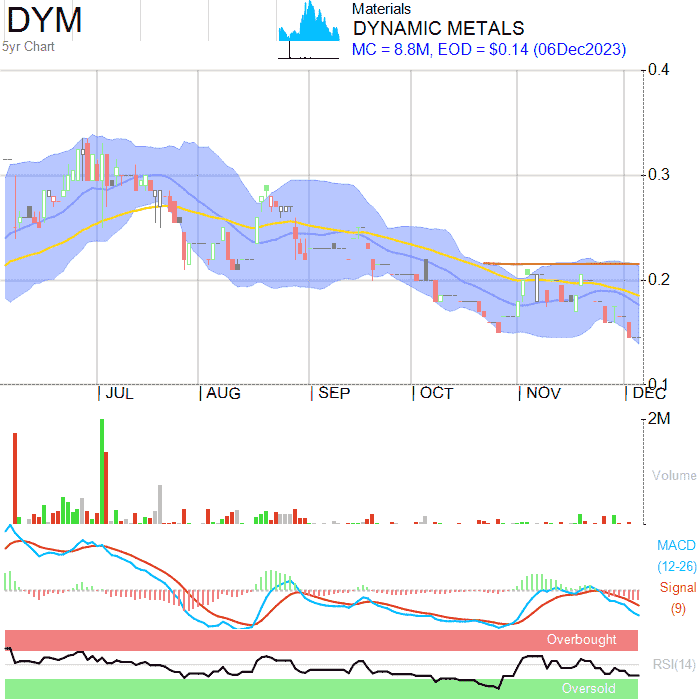 DYM
5yr Chart
Materials
DYNAMIC METALS
MC = 8.8M, EOD = $0.14 (06Dec2023)
0.4
0.3
0.2
0.1
JUL AUG SEP OCT NOV DEC
2M
Volume
MACD
(12-26)
Signal
(9)
Overbought
RSI(14)
Oversold